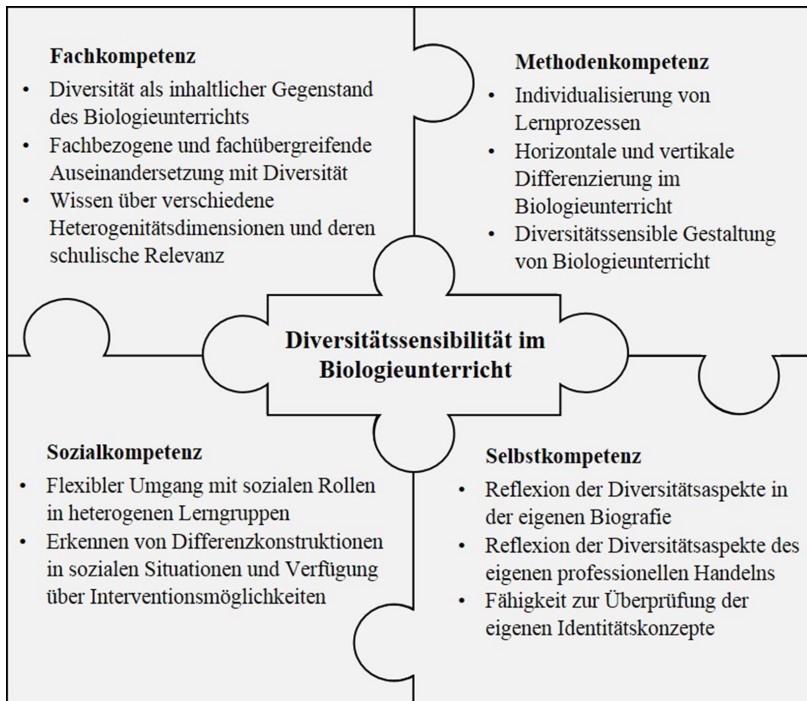 Fachkompetenz
• Diversität als inhaltlicher Gegenstand
des Biologieunterrichts
• Fachbezogene und fachübergreifende
Auseinandersetzung mit Diversität
• Wissen über verschiedene
Heterogenitätsdimensionen und deren
schulische Relevanz
Methodenkompetenz
• Individualisierung von
Lernprozessen
• Horizontale und vertikale
Differenzierung im
Biologieunterricht
• Diversitätssensible Gestaltung
von Biologieunterricht
Diversitätssensibilität im
Biologieunterricht
Sozialkompetenz
• Flexibler Umgang mit sozialen Rollen
in heterogenen Lerngruppen
• Erkennen von Differenzkonstruktionen
in sozialen Situationen und Verfügung
über Interventionsmöglichkeiten
Selbstkompetenz
• Reflexion der Diversitätsaspekte in
der eigenen Biografie
• Reflexion der Diversitätsaspekte des
eigenen professionellen Handelns
• Fähigkeit zur Überprüfung der
eigenen Identitätskonzepte